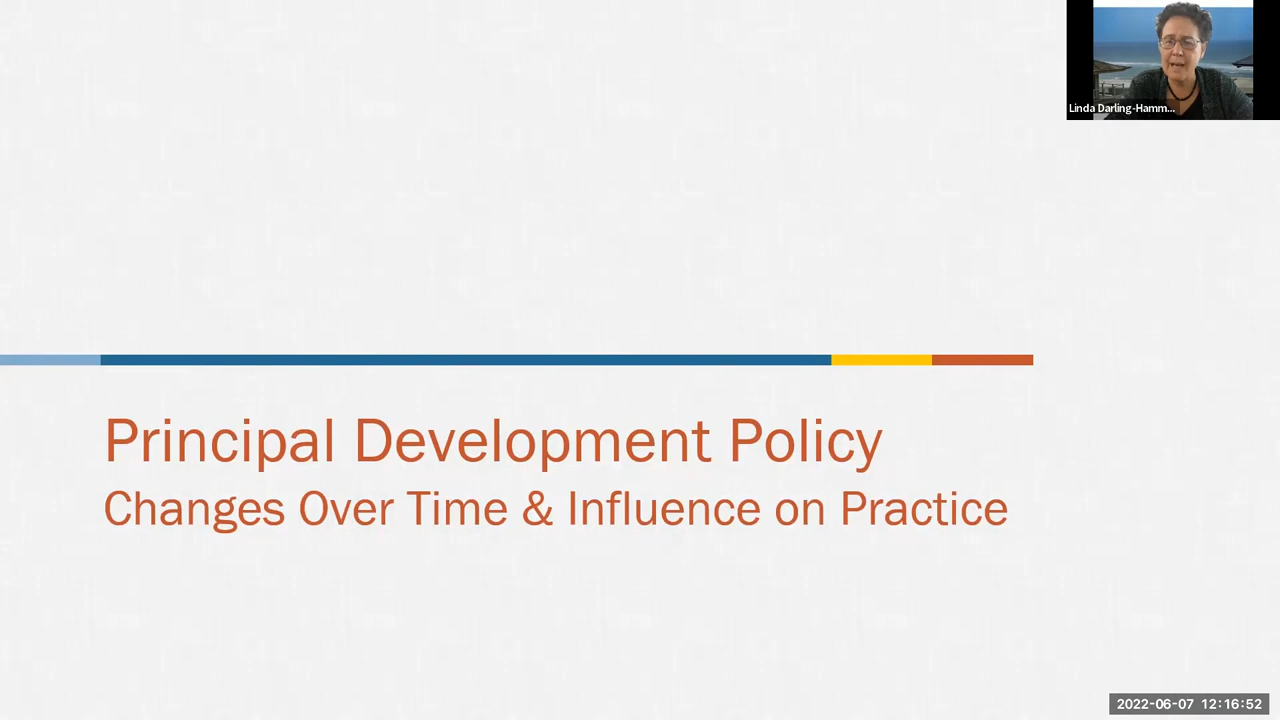 Linda Darling-Hamm...
Principal Development Policy
Changes Over Time & Influence on Practice
2022-06-07 12:16:52